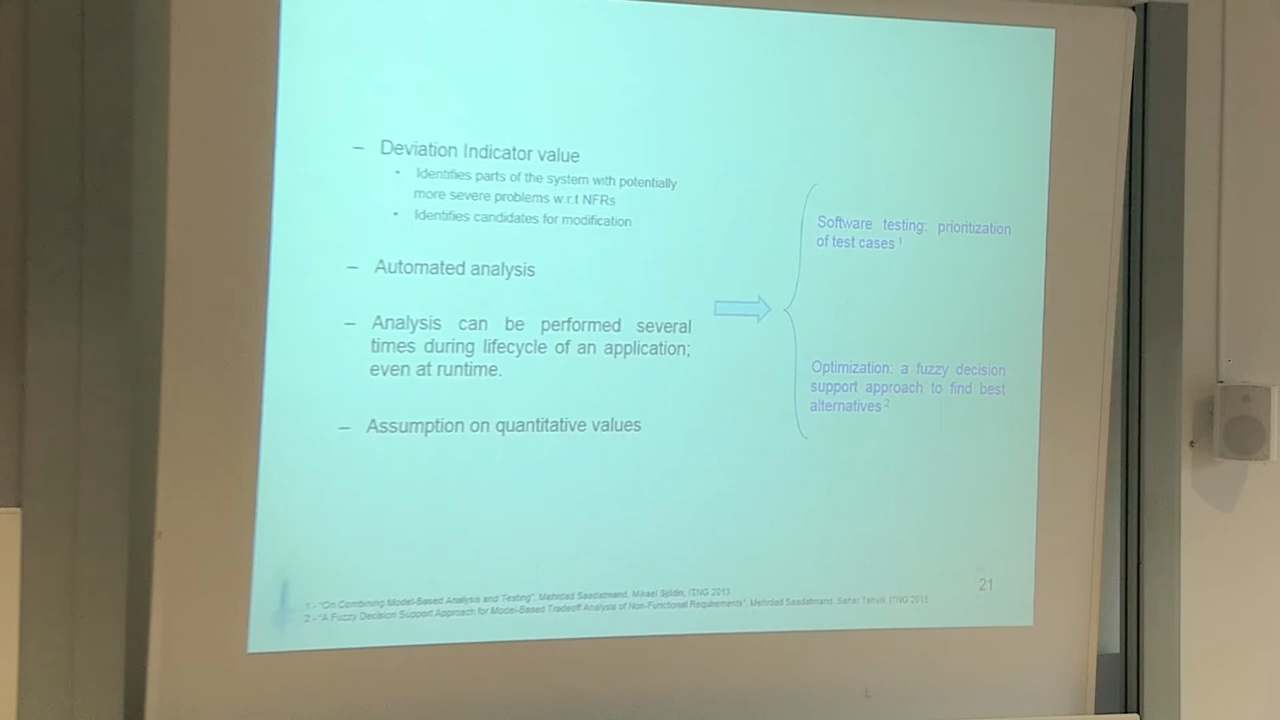 – Deviation Indicator value
• Identifies parts of the system with potentially
more severe problems w.r.t NFRs
• Identifies candidates for modification
– Automated analysis
– Analysis can be performed several
times during lifecycle of an application;
even at runtime.
– Assumption on quantitative values
Software testing: prioritization
of test cases 1
Optimization: a fuzzy decision
support approach to find best
alternatives 2
21
1 - "On Combining Model-Based Analysis and Testing", Mehrdad Saadatmand, Mikael Sjödin, ITNG 2013
2 - "A Fuzzy Decision Support Approach for Model-Based Tradeoff Analysis of Non-Functional Requirements", Mehrdad Saadatmand, Sahar Tahvili, ITNG 2015